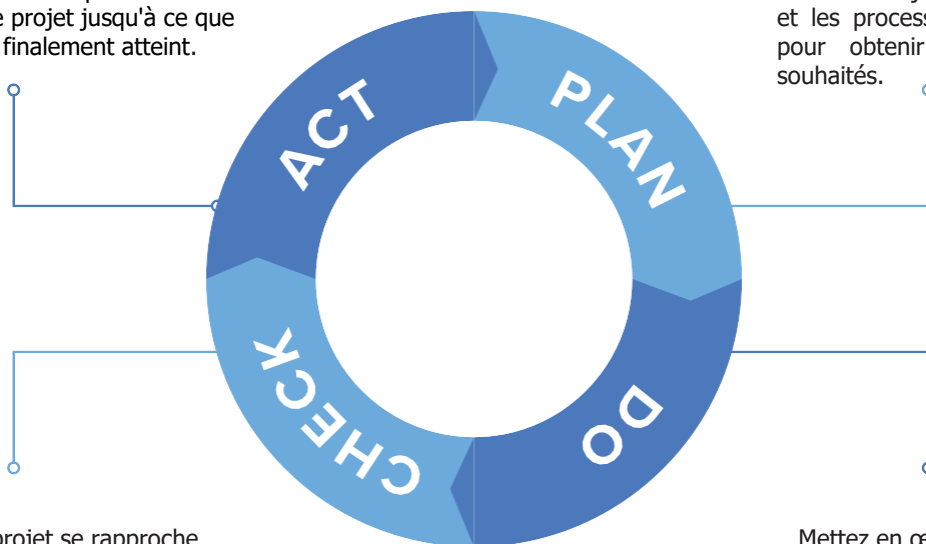 e projet jusqu'à ce que
finalement atteint.
et les process
pour obtenir
souhaités.
ACT
PLAN
CHECK
DO
projet se rapproche
Mettez en œ